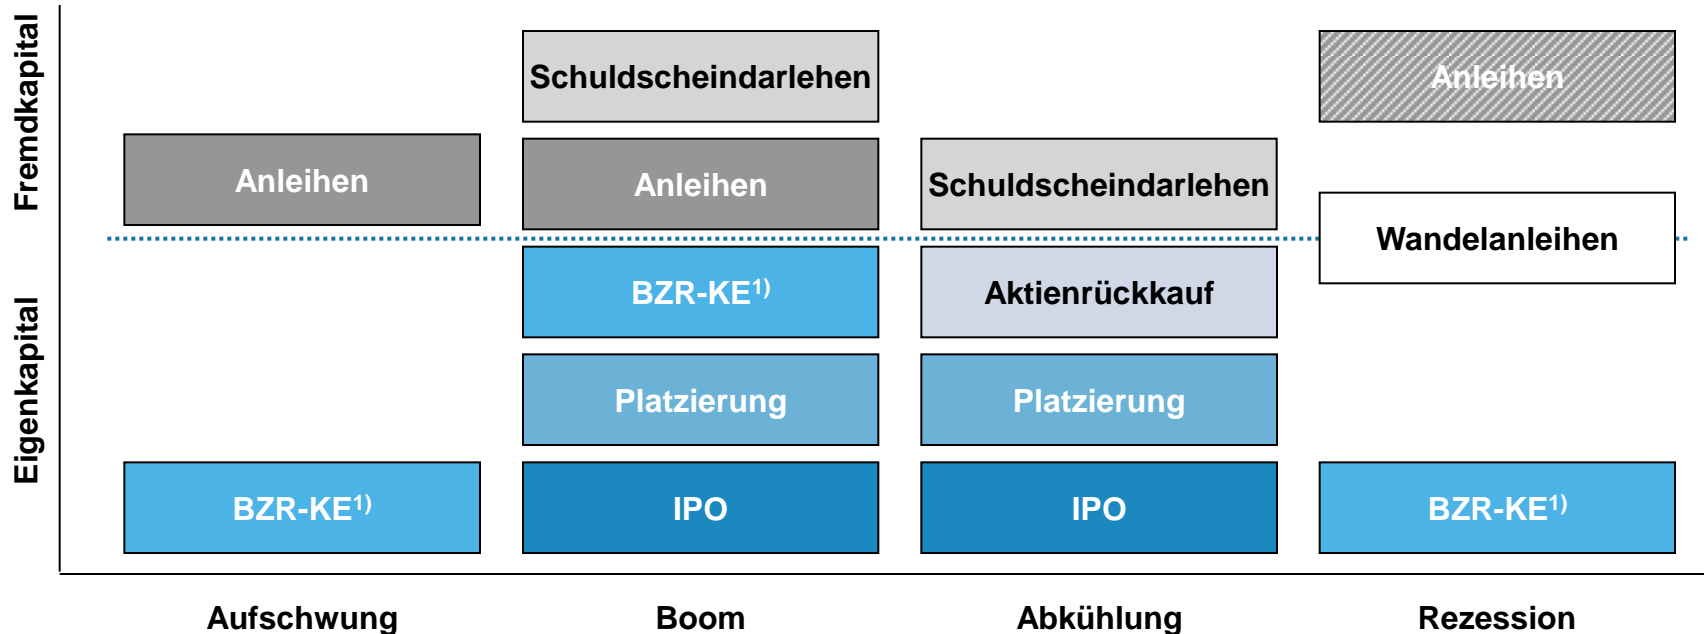 Fremdkapital
Eigenkapital
Schuldscheindarlehen
Anleihen
Anleihen
Anleihen
Schuldscheindarlehen
Wandelanleihen
BZR-KE¹⁾
Aktienrückkauf
Platzierung
Platzierung
BZR-KE¹⁾
IPO
IPO
BZR-KE¹⁾
Aufschwung
Boom
Abkühlung
Rezession